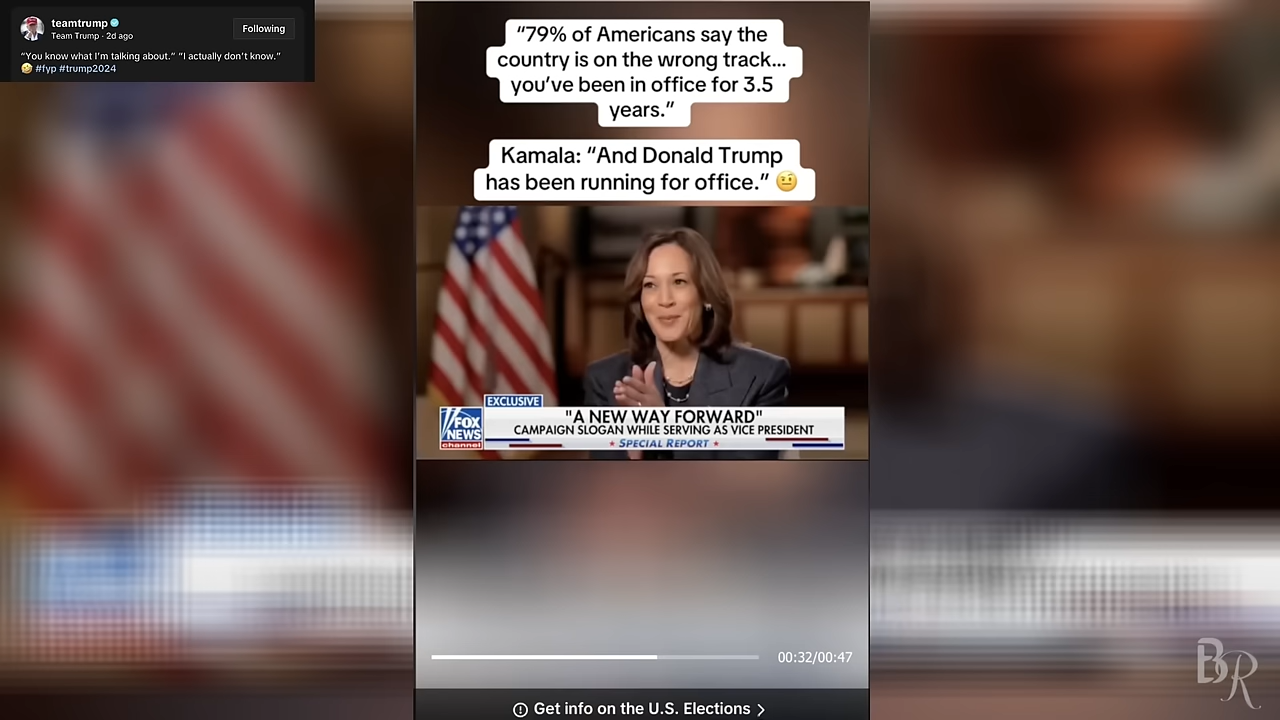 teamtrump
Team Trump · 2d ago
Following
"You know what I'm talking about." "I actually don't know."
🤣 #fyp #trump2024
“79% of Americans say the
country is on the wrong track...
you’ve been in office for 3.5
years.”
Kamala: “And Donald Trump
has been running for office.” 🤨
EXCLUSIVE
FOX
NEWS
channel
"A NEW WAY FORWARD"
CAMPAIGN SLOGAN WHILE SERVING AS VICE PRESIDENT
★ SPECIAL REPORT ★
00:32/00:47
Get info on the U.S. Elections >
BR